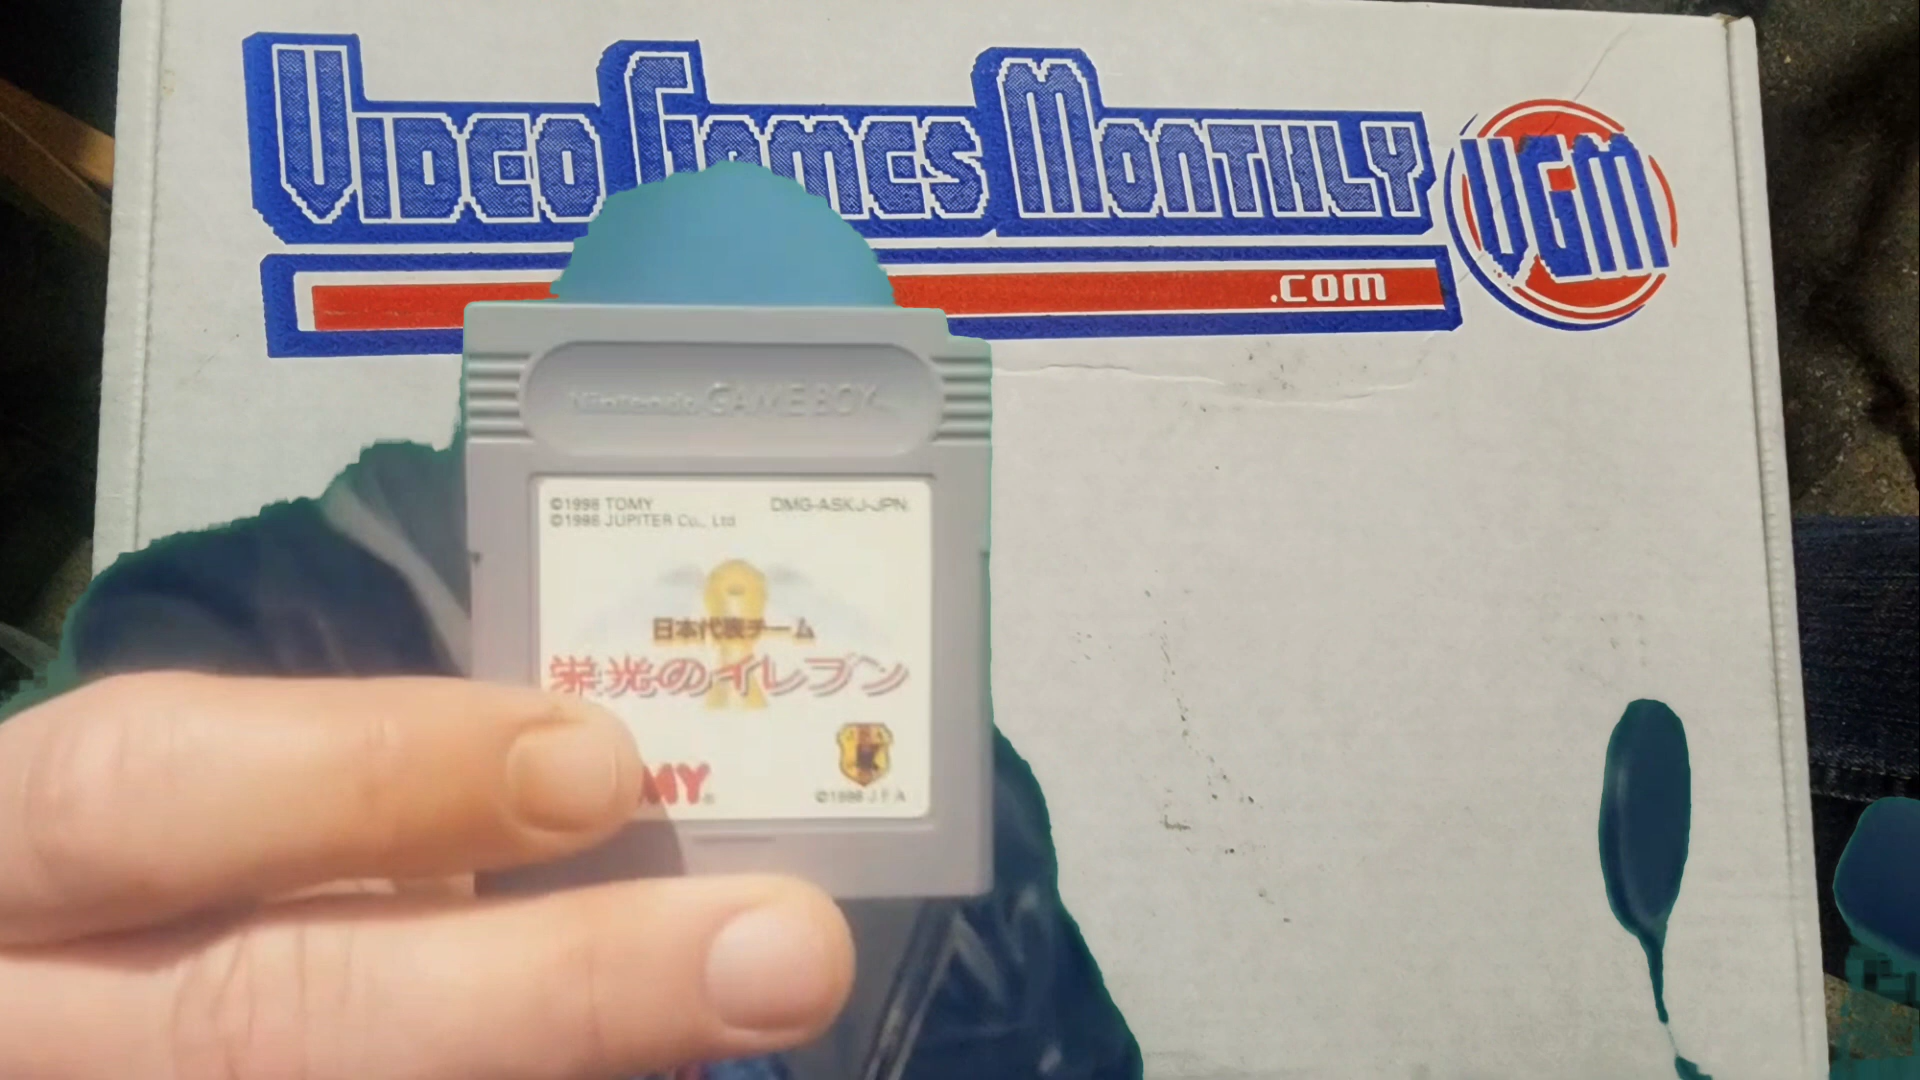 Video Games Monthly
VGM
.com
Nintendo GAME BOY
©1998 TOMY
DMG-ASKJ-JPN
©1998 JUPITER Co., Ltd
日本代表チーム
栄光のイレブン
MY®
©1998 J F A